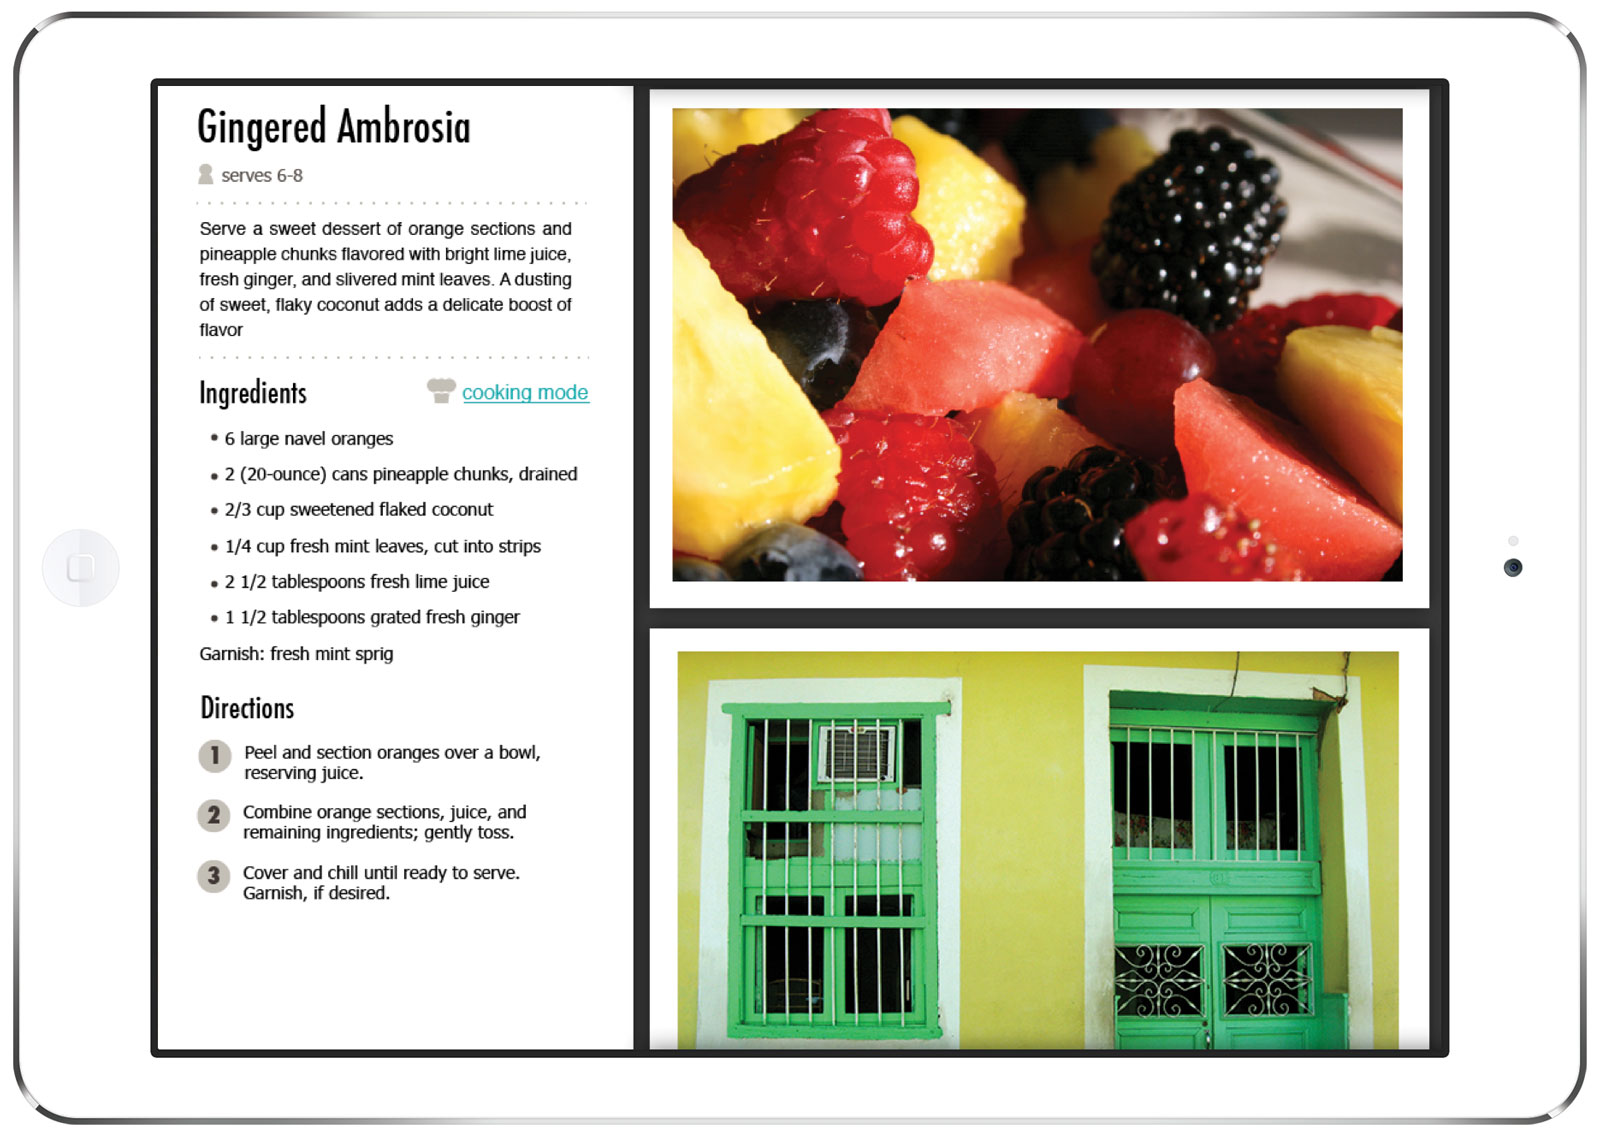 Gingered Ambrosia
serves 6-8
Serve a sweet dessert of orange sections and
pineapple chunks flavored with bright lime juice,
fresh ginger, and slivered mint leaves. A dusting
of sweet, flaky coconut adds a delicate boost of
flavor
Ingredients
cooking mode
• 6 large navel oranges
• 2 (20-ounce) cans pineapple chunks, drained
• 2/3 cup sweetened flaked coconut
• 1/4 cup fresh mint leaves, cut into strips
• 2 1/2 tablespoons fresh lime juice
• 1 1/2 tablespoons grated fresh ginger
Garnish: fresh mint sprig
Directions
1 Peel and section oranges over a bowl,
reserving juice.
2 Combine orange sections, juice, and
remaining ingredients; gently toss.
3 Cover and chill until ready to serve.
Garnish, if desired.